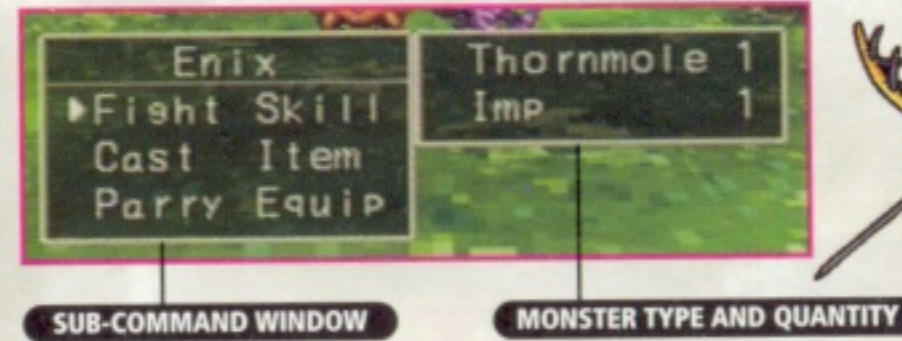 Enix
Fight Skill
Cast Item
Parry Equip
Thornmole 1
Imp 1
SUB-COMMAND WINDOW
MONSTER TYPE AND QUANTITY